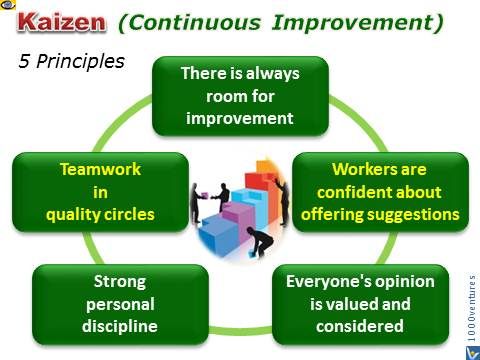 Kaizen (Continuous Improvement)
5 Principles
There is always
room for
improvement
Teamwork
in
quality circles
Workers are
confident about
offering suggestions
Strong
personal
discipline
Everyone's opinion
is valued and
considered
1000ventures